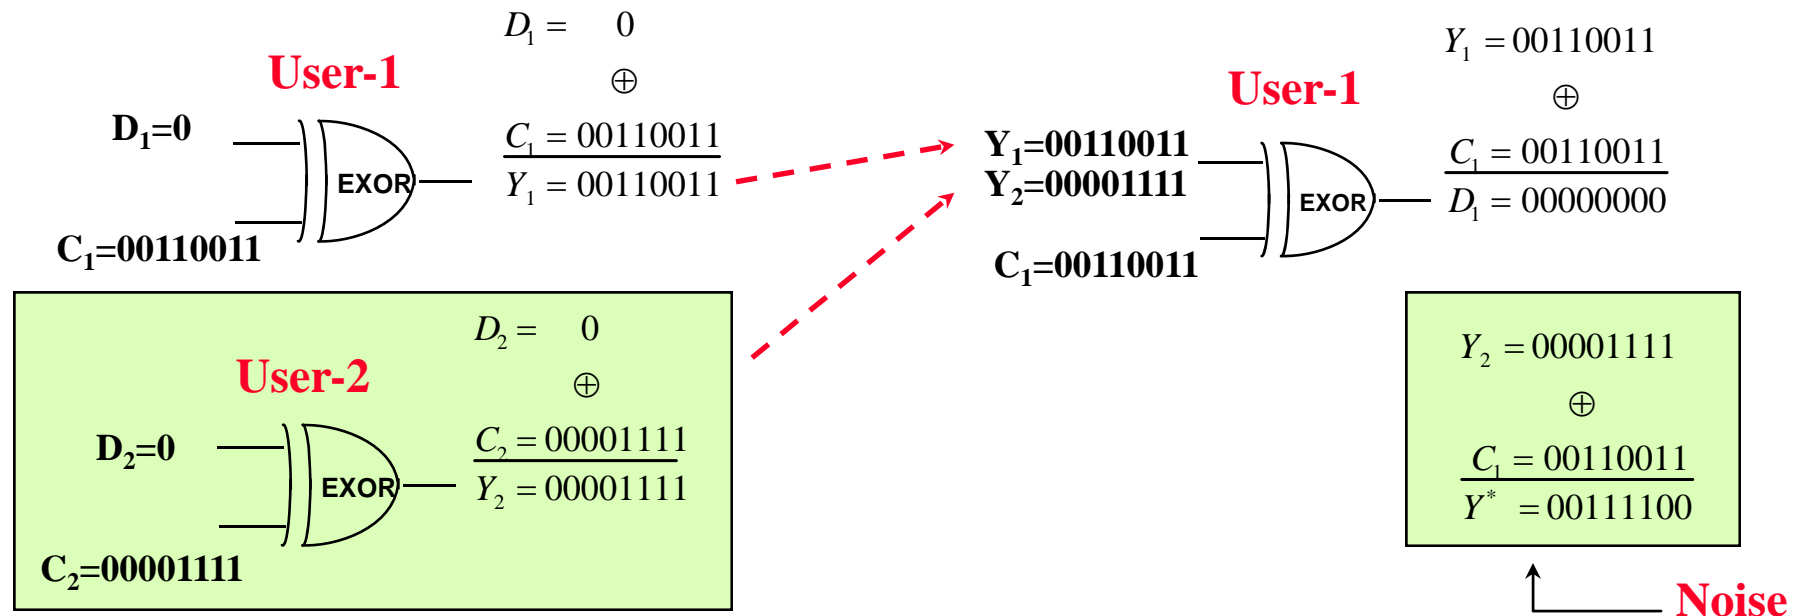 User-1
D₁=0
C₁=00110011
EXOR
D₁ = 0
⊕
C₁ = 00110011
Y₁ = 00110011
User-2
D₂=0
C₂=00001111
EXOR
D₂ = 0
⊕
C₂ = 00001111
Y₂ = 00001111
User-1
Y₁=00110011
Y₂=00001111
C₁=00110011
EXOR
Y₁ = 00110011
⊕
C₁ = 00110011
D₁ = 00000000
Y₂ = 00001111
⊕
C₁ = 00110011
Y* = 00111100
Noise